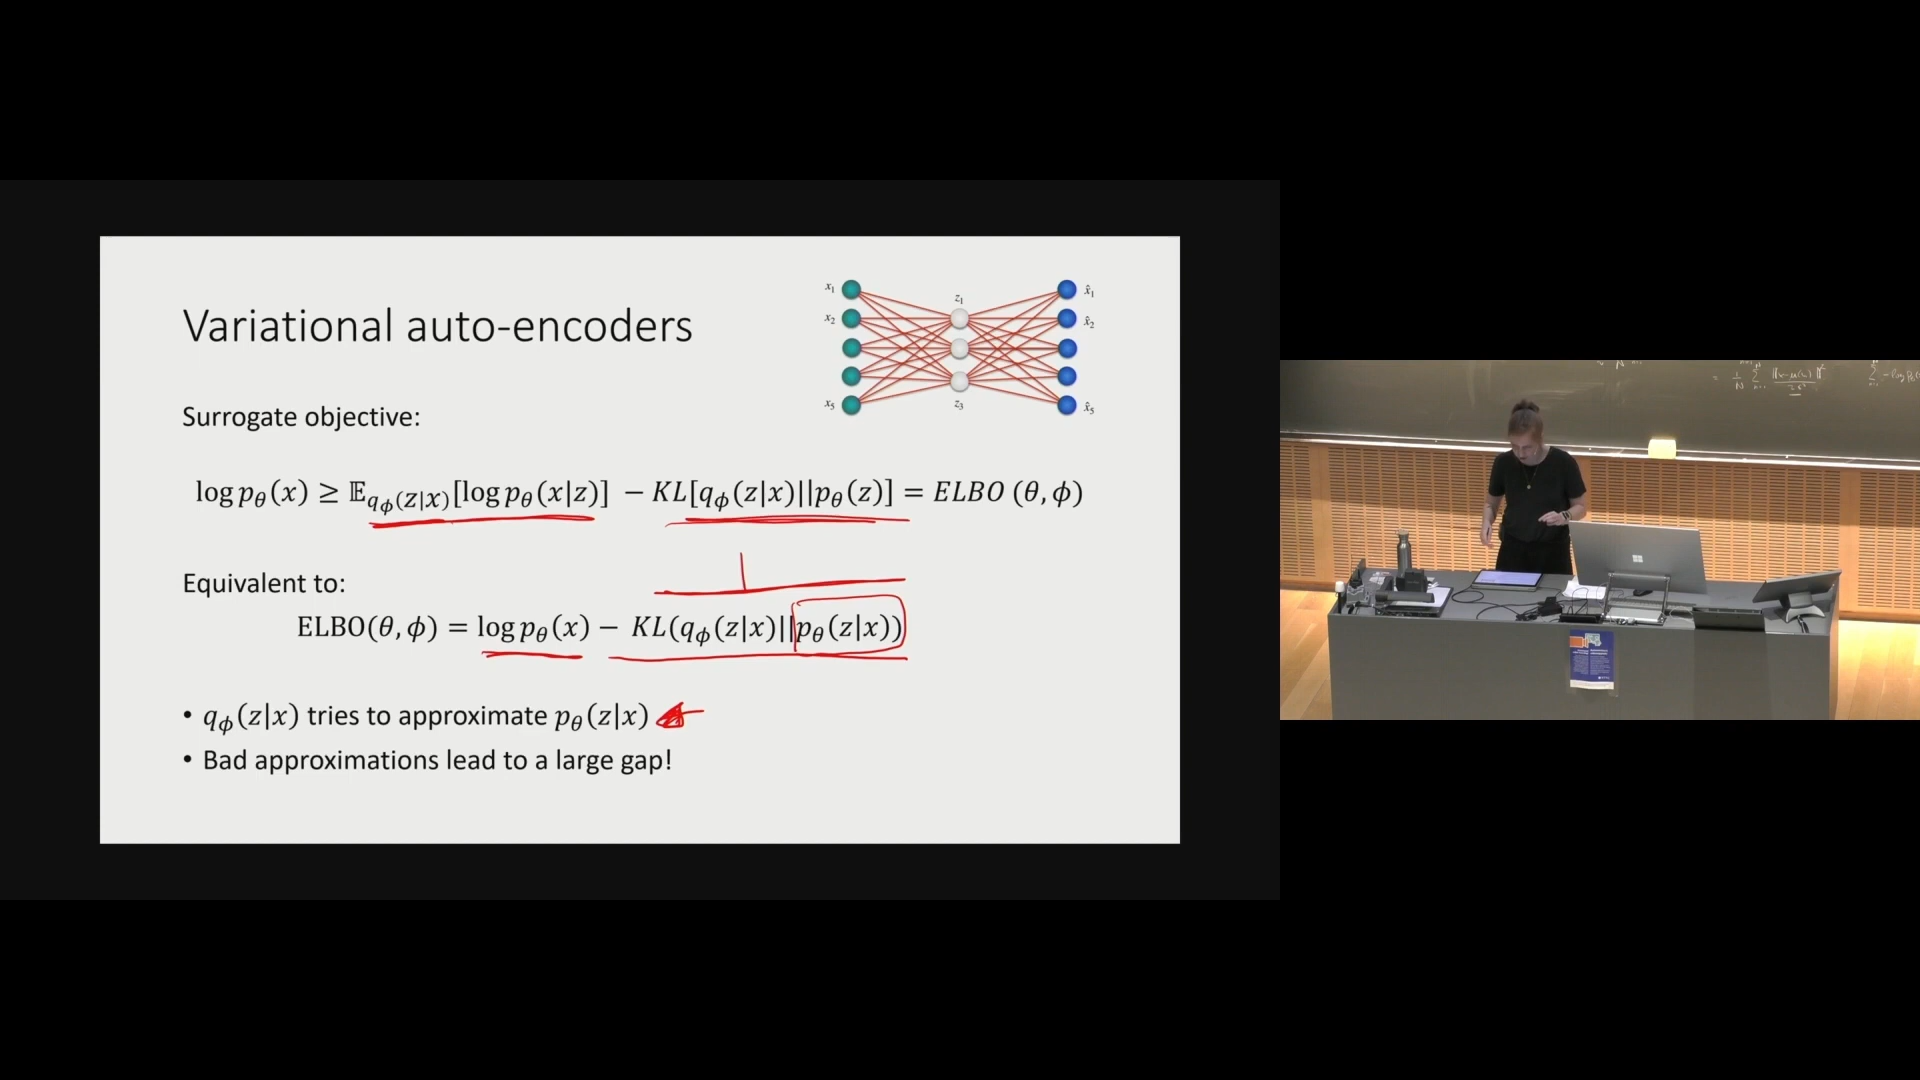 Variational auto-encoders
x₁
x₂
x₅
z₁
z₃
x̂₁
x̂₂
x̂₅
Surrogate objective:
log p_θ(x) ≥ 𝔼_{q_ϕ(z|x)}[log p_θ(x|z)] − KL[q_ϕ(z|x)||p_θ(z)] = ELBO (θ, ϕ)
Equivalent to:
ELBO(θ, ϕ) = log p_θ(x) − KL(q_ϕ(z|x)||p_θ(z|x))
• q_ϕ(z|x) tries to approximate p_θ(z|x)
• Bad approximations lead to a large gap!